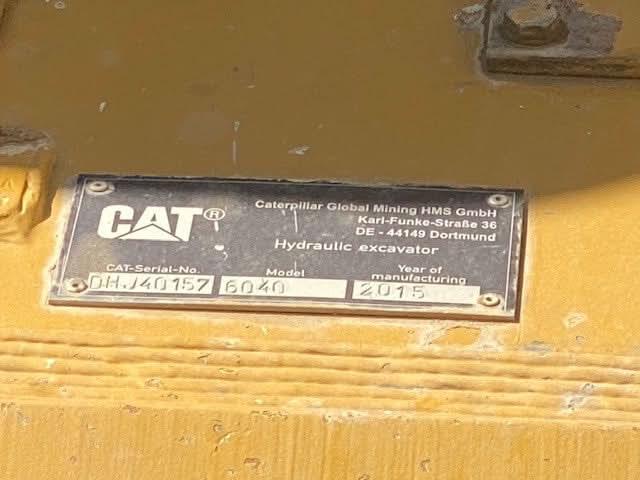 CAT®
Caterpillar Global Mining HMS GmbH
Karl-Funke-Straße 36
DE - 44149 Dortmund
Hydraulic excavator
CAT-Serial-No. Model Year of
manufacturing
DHJ40157 6040 2015